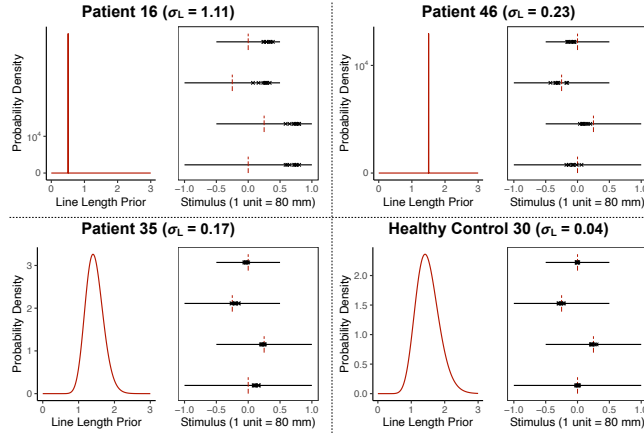 Patient 16 (σL = 1.11)
Probability Density
10⁴
0
0 1 2 3
Line Length Prior
−1.0 −0.5 0.0 0.5 1.0
Stimulus (1 unit = 80 mm)
Patient 46 (σL = 0.23)
Probability Density
10⁴
0
0 1 2 3
Line Length Prior
−1.0 −0.5 0.0 0.5 1.0
Stimulus (1 unit = 80 mm)
Patient 35 (σL = 0.17)
Probability Density
3
2
1
0
0 1 2 3
Line Length Prior
−1.0 −0.5 0.0 0.5 1.0
Stimulus (1 unit = 80 mm)
Healthy Control 30 (σL = 0.04)
Probability Density
2.0
1.5
1.0
0.5
0.0
0 1 2 3
Line Length Prior
−1.0 −0.5 0.0 0.5 1.0
Stimulus (1 unit = 80 mm)